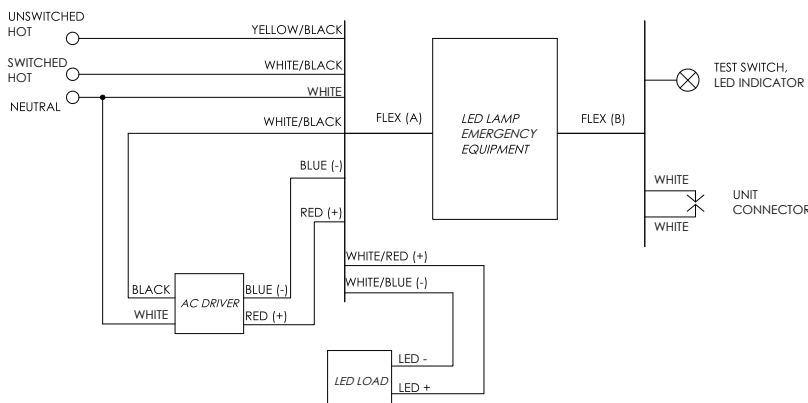 UNSWITCHED
HOT
YELLOW/BLACK
SWITCHED
HOT
WHITE/BLACK
NEUTRAL
WHITE
WHITE/BLACK
FLEX (A)
LED LAMP
EMERGENCY
EQUIPMENT
FLEX (B)
TEST SWITCH,
LED INDICATOR
BLUE (-)
RED (+)
WHITE
WHITE
UNIT
CONNECTOR
WHITE/RED (+)
WHITE/BLUE (-)
BLACK
WHITE
AC DRIVER
BLUE (-)
RED (+)
LED LOAD
LED -
LED +